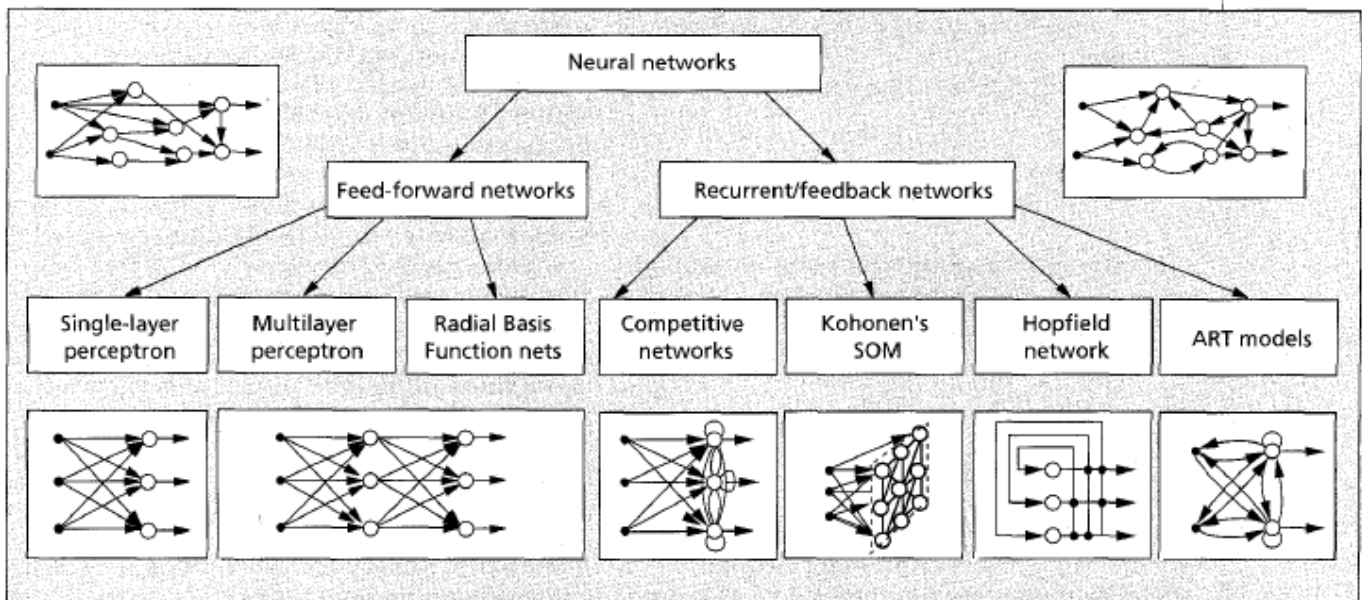 Neural networks
Feed-forward networks
Recurrent/feedback networks
Single-layer
perceptron
Multilayer
perceptron
Radial Basis
Function nets
Competitive
networks
Kohonen's
SOM
Hopfield
network
ART models